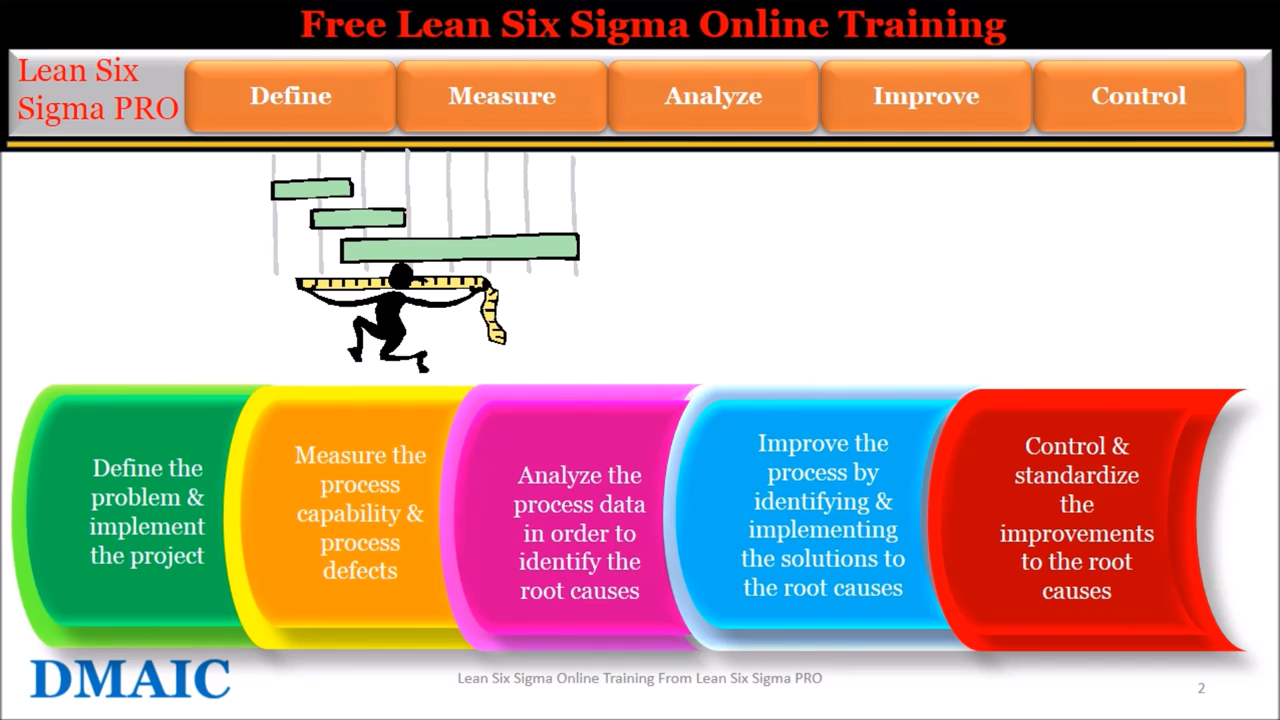 Free Lean Six Sigma Online Training
Lean Six
Sigma PRO
Define
Measure
Analyze
Improve
Control
Define the
problem &
implement
the project
Measure the
process
capability &
process
defects
Analyze the
process data
in order to
identify the
root causes
Improve the
process by
identifying &
implementing
the solutions to
the root causes
Control &
standardize
the
improvements
to the root
causes
DMAIC
Lean Six Sigma Online Training From Lean Six Sigma PRO
2